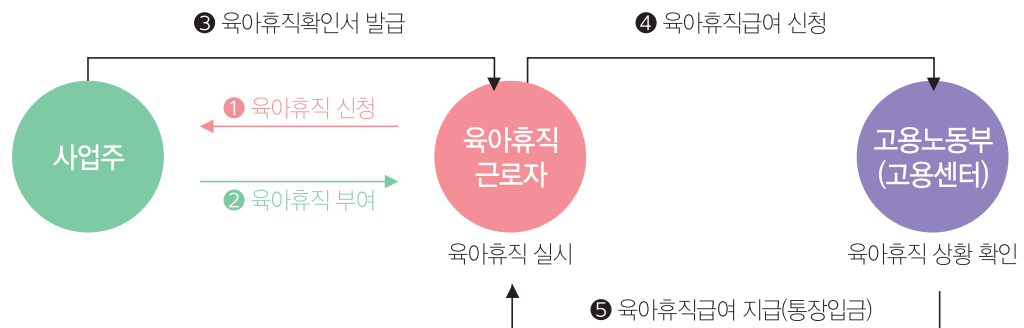 ❸ 육아휴직확인서 발급
❹ 육아휴직급여 신청
❶ 육아휴직 신청
사업주
육아휴직
근로자
고용노동부
(고용센터)
❷ 육아휴직 부여
육아휴직 실시
육아휴직 상황 확인
❺ 육아휴직급여 지급(통장입금)